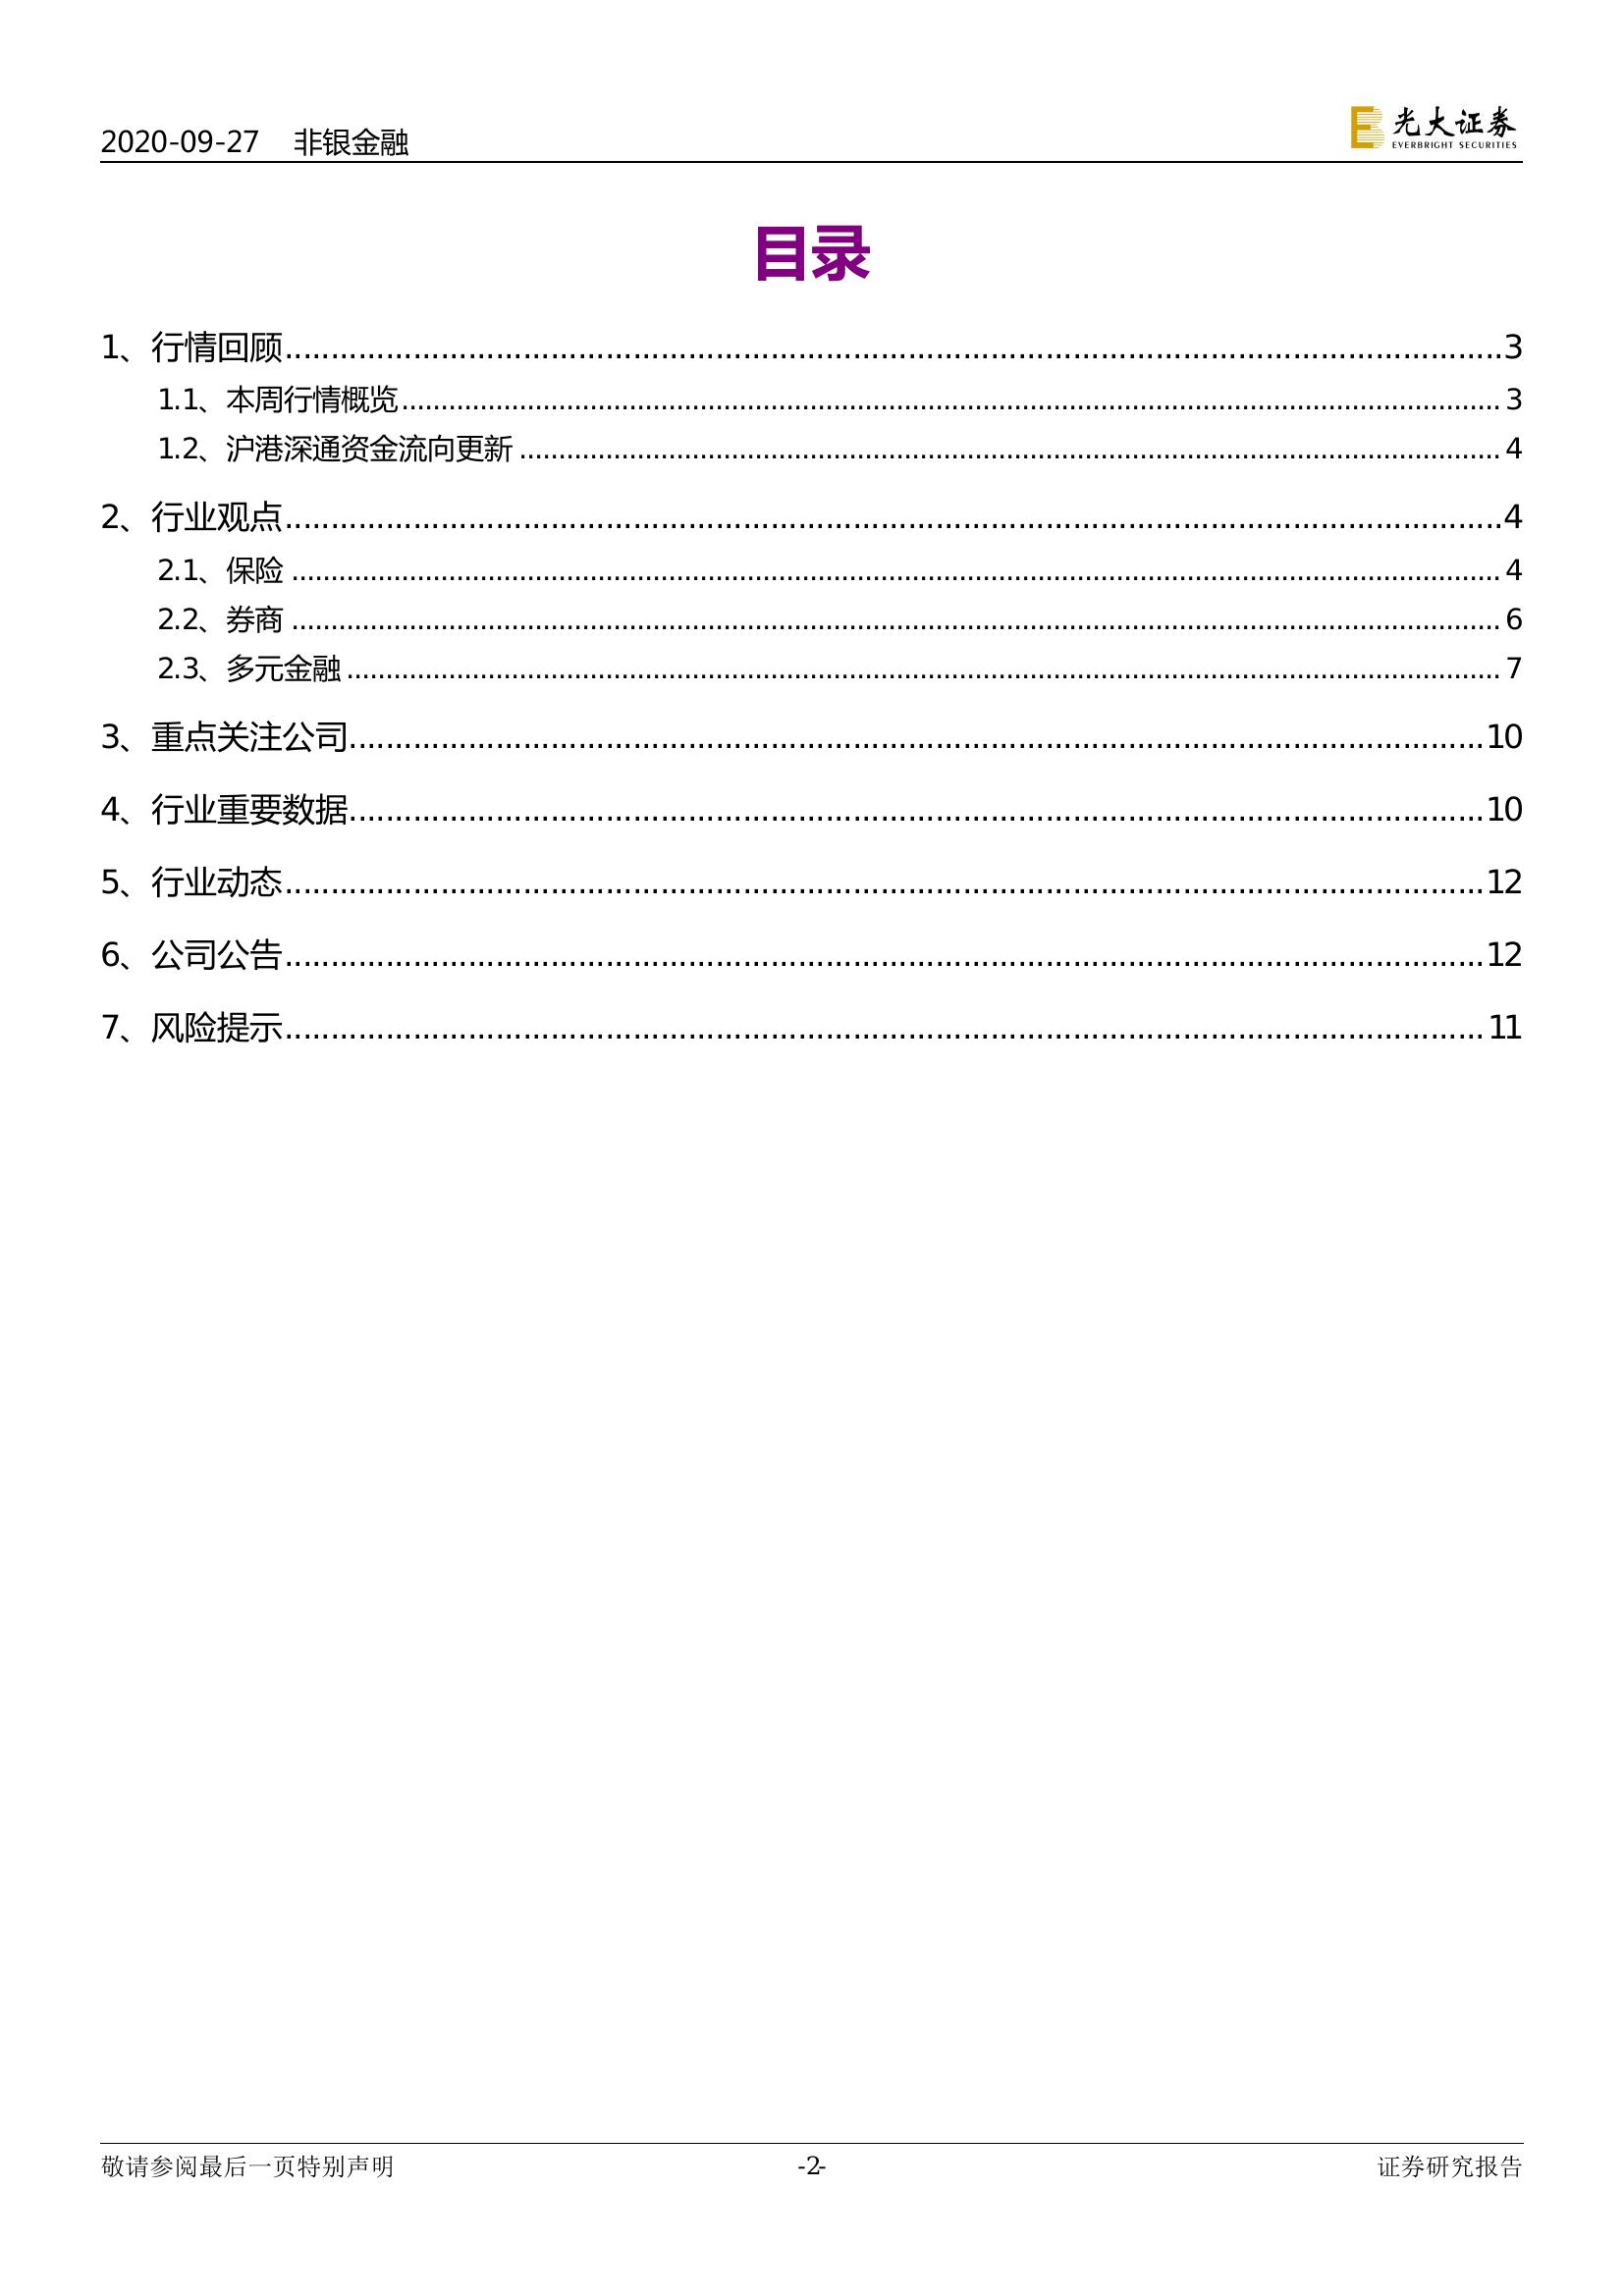 2020-09-27 非银金融
光大证券
EVERBRIGHT SECURITIES
目录
1、行情回顾........................3
1.1、本周行情概览........................3
1.2、沪港深通资金流向更新........................4
2、行业观点........................4
2.1、保险........................4
2.2、券商........................6
2.3、多元金融........................7
3、重点关注公司........................10
4、行业重要数据........................10
5、行业动态........................12
6、公司公告........................12
7、风险提示........................11
敬请参阅最后一页特别声明 -2- 证券研究报告